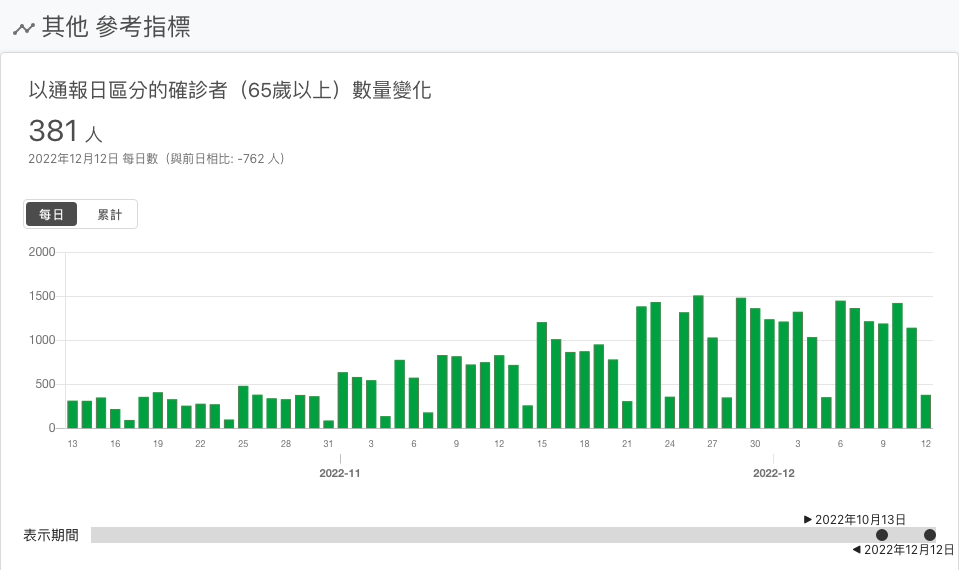 其他 參考指標
以通報日區分的確診者（65歲以上）數量變化
381 人
2022年12月12日 每日數（與前日相比: -762 人）
每日 累計
2000
1500
1000
500
0
13 16 19 22 25 28 31 3 6 9 12 15 18 21 24 27 30 3 6 9 12
2022-11 2022-12
▶ 2022年10月13日
表示期間
◀ 2022年12月12日